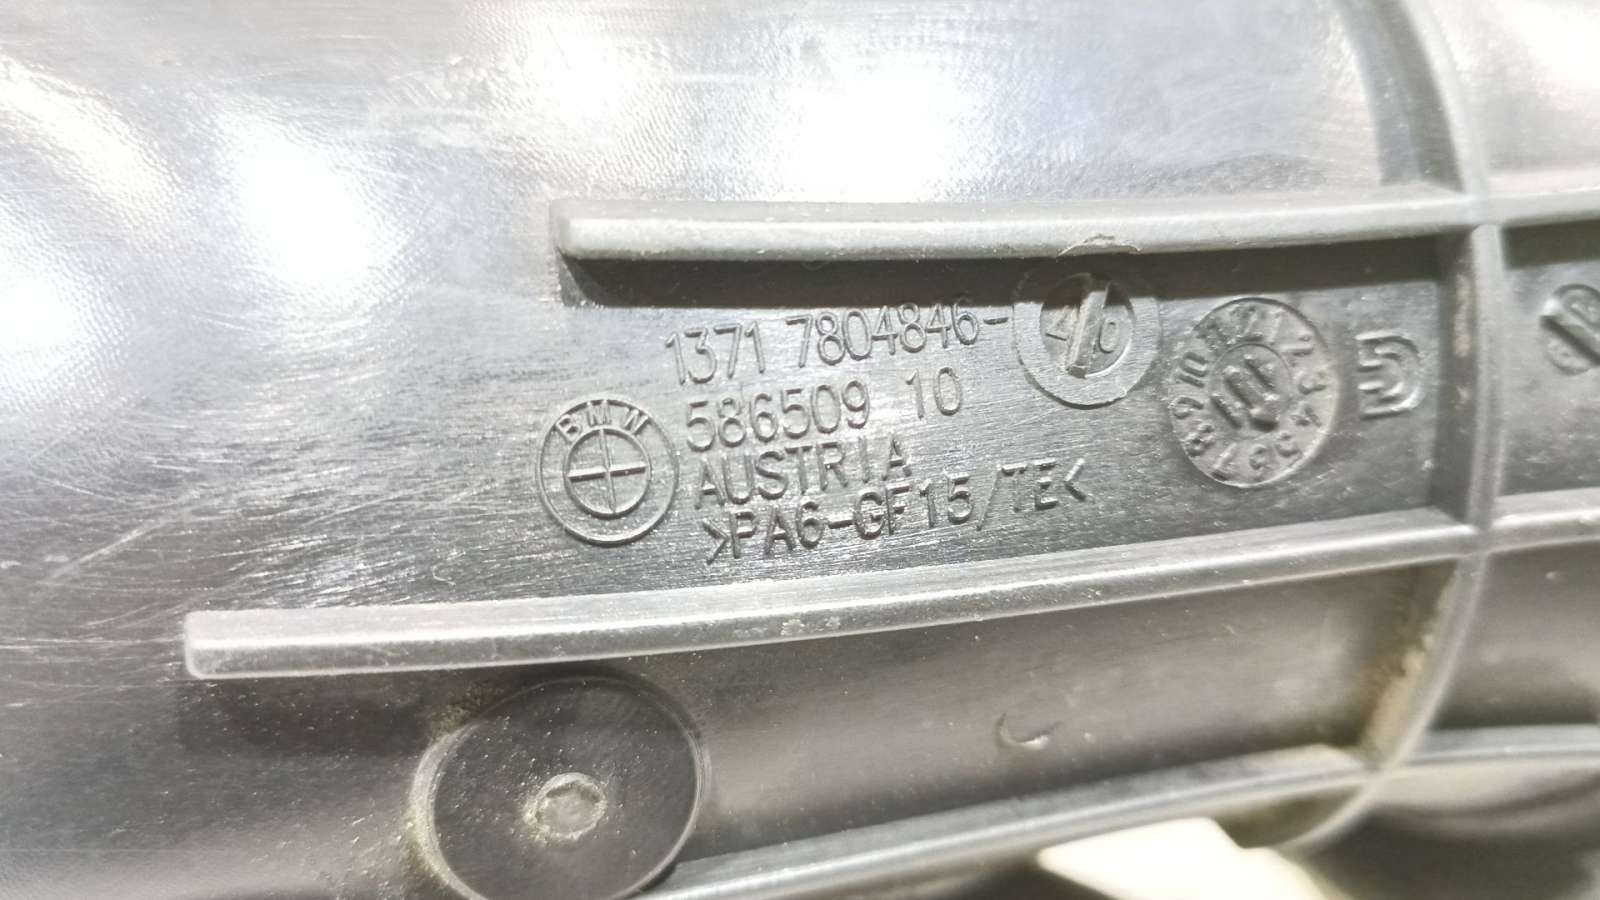 1371 7804846-
586509 10
AUSTRIA
>PA6-GF15/TE<
BMW